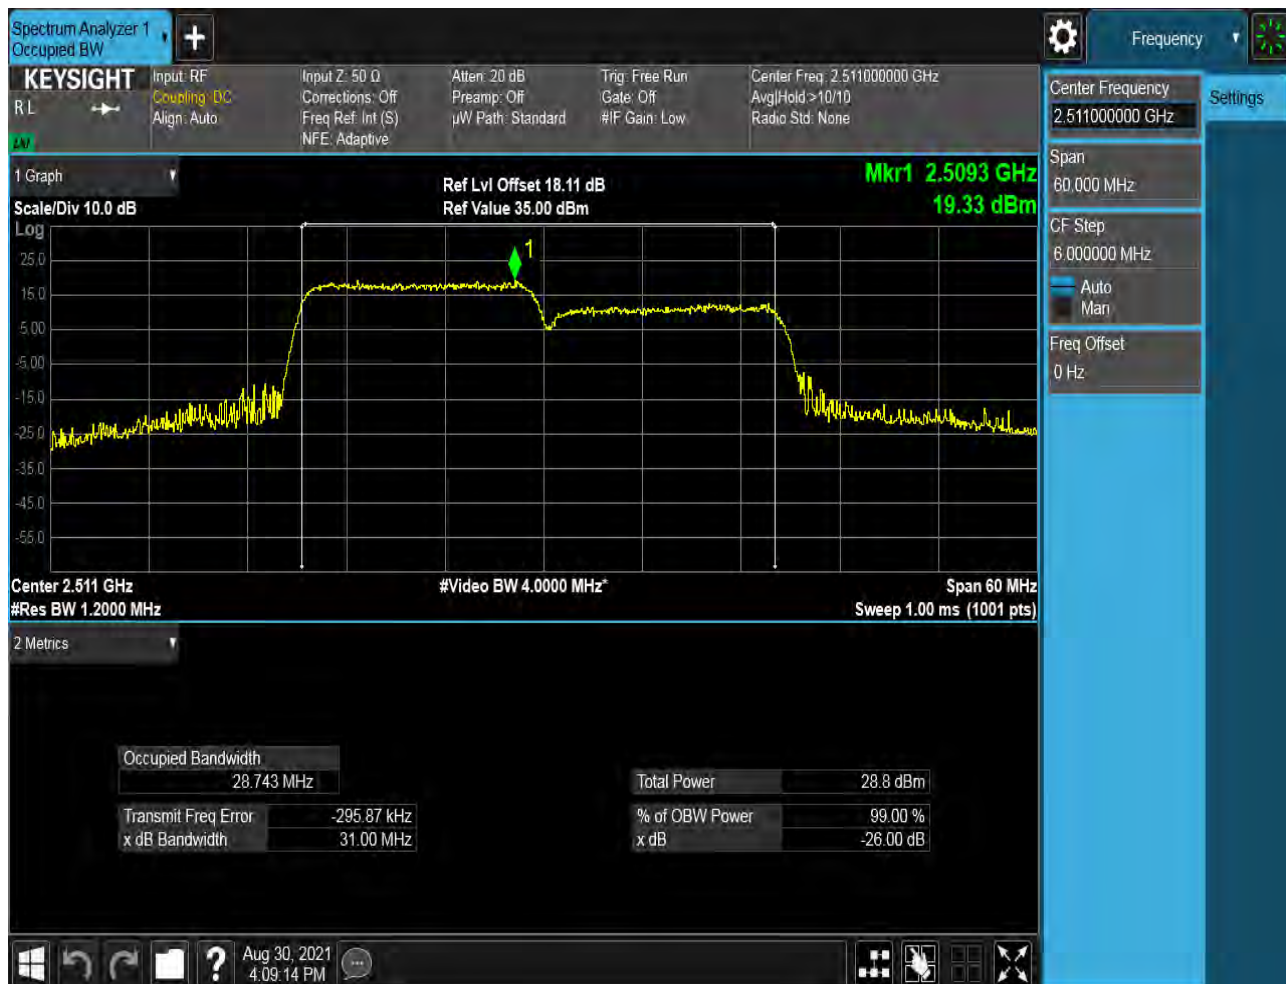 Spectrum Analyzer 1
Occupied BW
Frequency
KEYSIGHT
R L
LXI
Input: RF
Coupling: DC
Align: Auto
Input Z: 50 Ω
Corrections: Off
Freq Ref: Int (S)
NFE: Adaptive
Atten: 20 dB
Preamp: Off
µW Path: Standard
Trig: Free Run
Gate: Off
#IF Gain: Low
Center Freq: 2.511000000 GHz
Avg|Hold:>10/10
Radio Std: None
Center Frequency
2.511000000 GHz
Settings
Span
60.000 MHz
CF Step
6.000000 MHz
Auto
Man
Freq Offset
0 Hz
1 Graph
Scale/Div 10.0 dB
Ref Lvl Offset 18.11 dB
Ref Value 35.00 dBm
Mkr1 2.5093 GHz
19.33 dBm
Log
1
25.0
15.0
5.00
-5.00
-15.0
-25.0
-35.0
-45.0
-55.0
Center 2.511 GHz
#Video BW 4.0000 MHz*
Span 60 MHz
#Res BW 1.2000 MHz
Sweep 1.00 ms (1001 pts)
2 Metrics
Occupied Bandwidth
28.743 MHz
Total Power 28.8 dBm
Transmit Freq Error -295.87 kHz
% of OBW Power 99.00 %
x dB Bandwidth 31.00 MHz
x dB -26.00 dB
Aug 30, 2021
4:09:14 PM